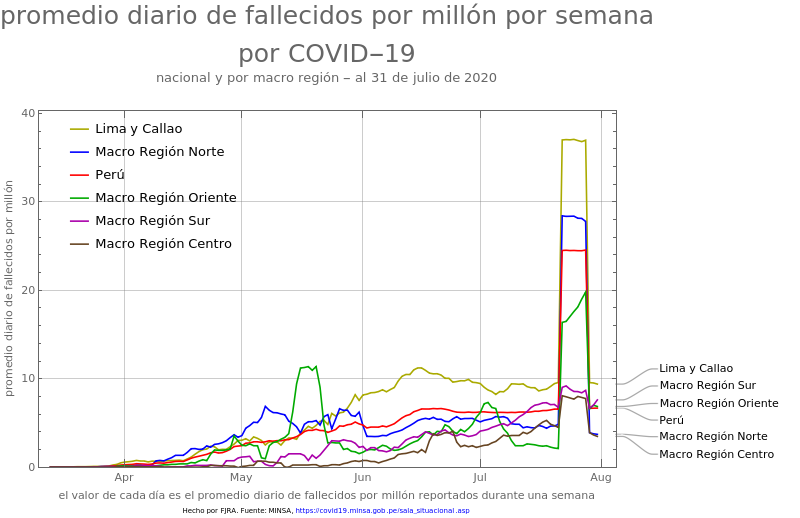 promedio diario de fallecidos por millón por semana
por COVID−19
nacional y por macro región − al 31 de julio de 2020
promedio diario de fallecidos por millón
40
30
20
10
0
Lima y Callao
Macro Región Norte
Perú
Macro Región Oriente
Macro Región Sur
Macro Región Centro
Lima y Callao
Macro Región Sur
Macro Región Oriente
Perú
Macro Región Norte
Macro Región Centro
Apr May Jun Jul Aug
el valor de cada día es el promedio diario de fallecidos por millón reportados durante una semana
Hecho por FJRA. Fuente: MINSA, https://covid19.minsa.gob.pe/sala_situacional.asp